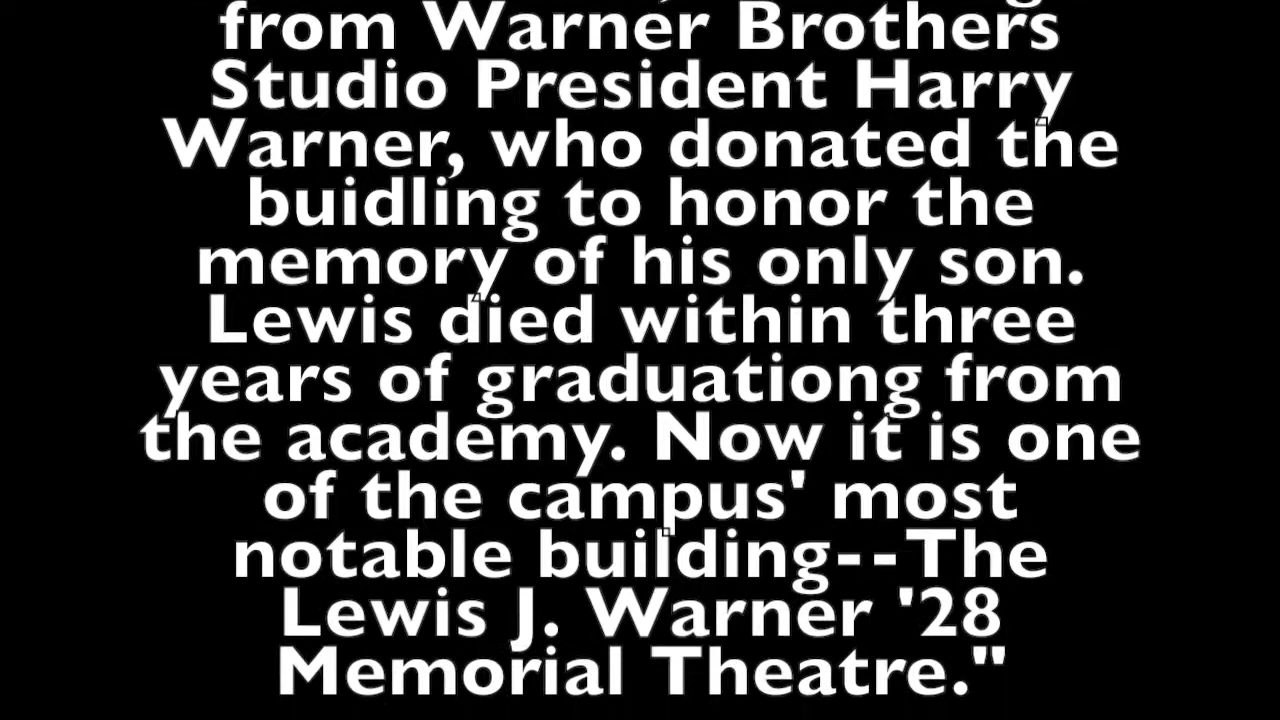 from Warner Brothers
Studio President Harry
Warner, who donated the
buidling to honor the
memory of his only son.
Lewis died within three
years of graduationg from
the academy. Now it is one
of the campus' most
notable building--The
Lewis J. Warner '28
Memorial Theatre."